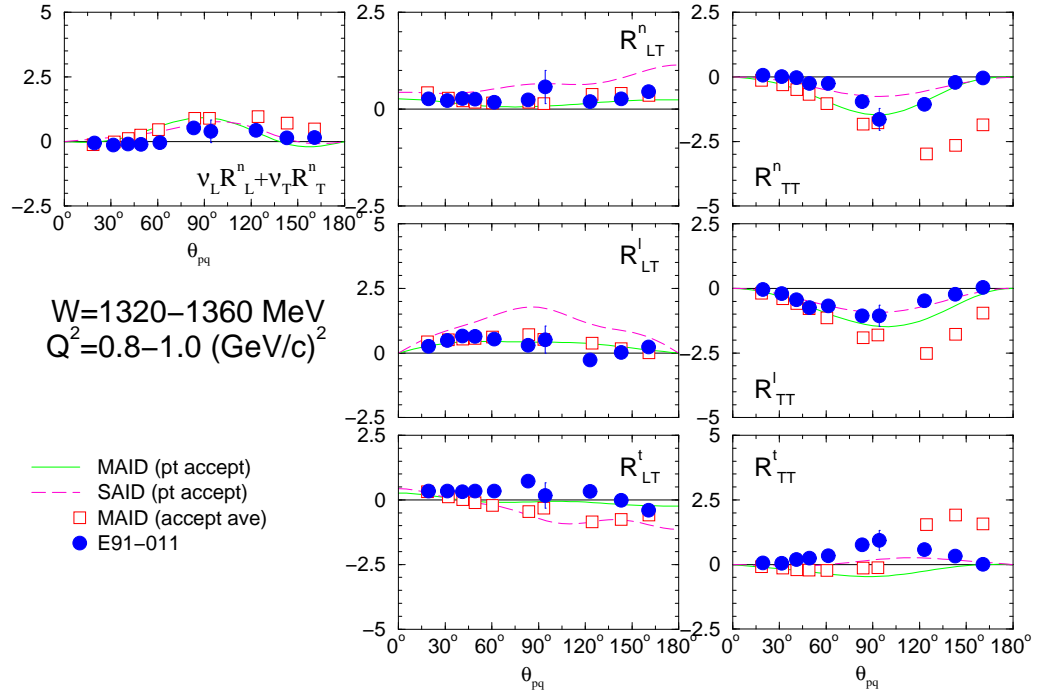 5
2.5
0
−2.5
0° 30° 60° 90° 120° 150° 180°
θpq
νLRⁿL+νTRⁿT
5
2.5
0
−2.5
RⁿLT
2.5
0
−2.5
−5
RⁿTT
5
2.5
0
−2.5
RˡLT
2.5
0
−2.5
−5
RˡTT
W=1320−1360 MeV
Q²=0.8−1.0 (GeV/c)²
MAID (pt accept)
SAID (pt accept)
MAID (accept ave)
E91−011
2.5
0
−2.5
−5
RᵗLT
0° 30° 60° 90° 120° 150° 180°
θpq
5
2.5
0
−2.5
RᵗTT
0° 30° 60° 90° 120° 150° 180°
θpq